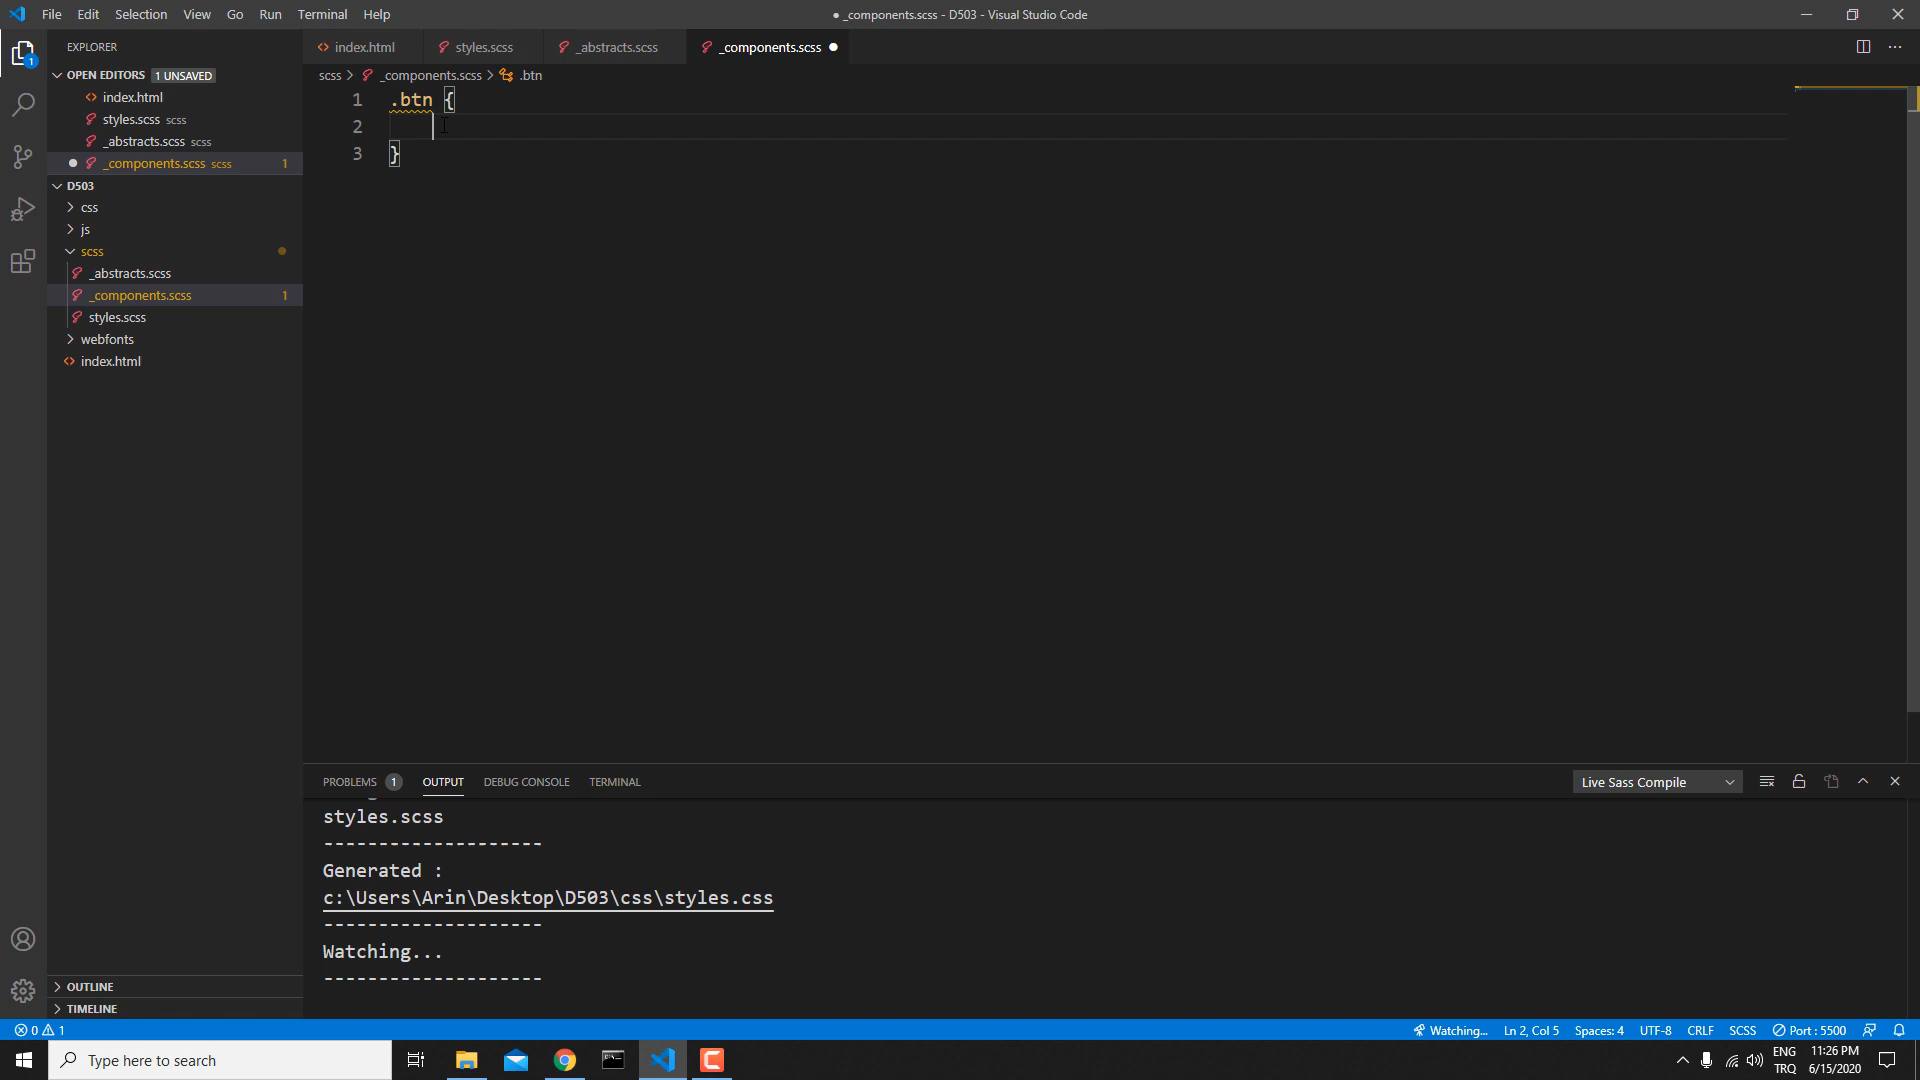 File Edit Selection View Go Run Terminal Help
● _components.scss - D503 - Visual Studio Code
EXPLORER
index.html
styles.scss
_abstracts.scss
_components.scss
OPEN EDITORS 1 UNSAVED
index.html
styles.scss scss
_abstracts.scss scss
_components.scss scss 1
D503
css
js
scss
_abstracts.scss
_components.scss 1
styles.scss
webfonts
index.html
OUTLINE
TIMELINE
scss > _components.scss > .btn
1 .btn {
2
3 }
PROBLEMS 1 OUTPUT DEBUG CONSOLE TERMINAL
Live Sass Compile
styles.scss
--------------------
Generated :
c:\Users\Arin\Desktop\D503\css\styles.css
--------------------
Watching...
--------------------
0 1
Watching... Ln 2, Col 5 Spaces: 4 UTF-8 CRLF SCSS Port : 5500
1
Type here to search
ENG
TRQ
11:26 PM
6/15/2020